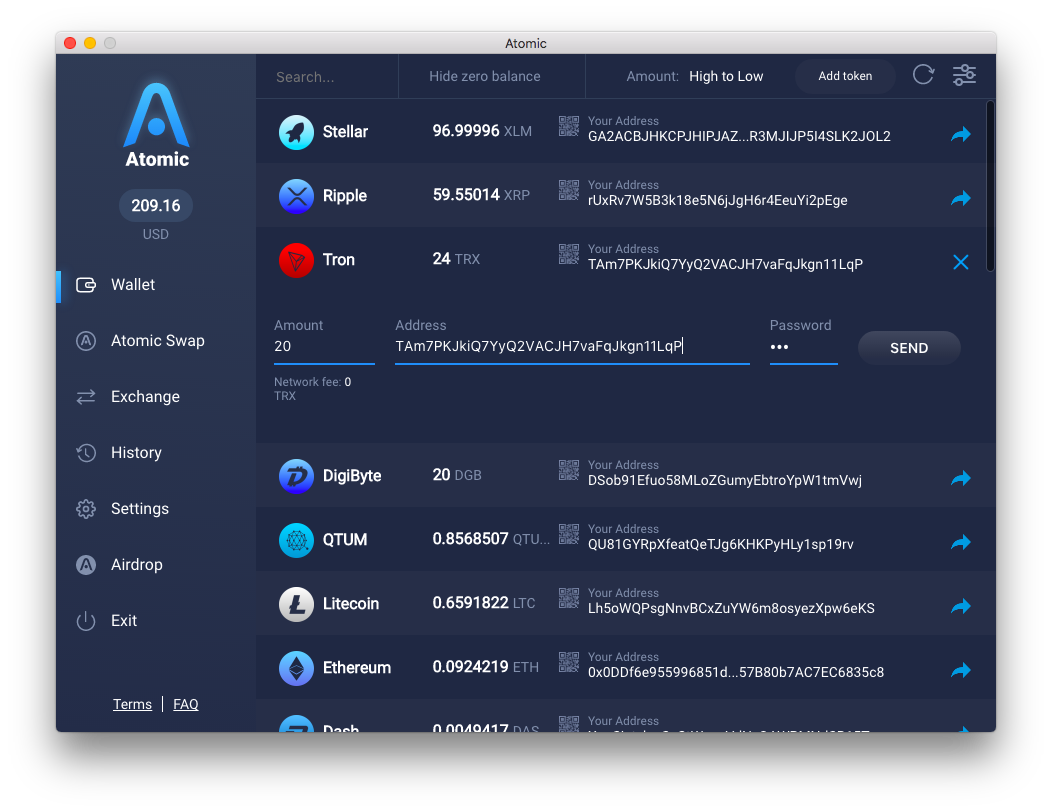 Atomic
Atomic
209.16
USD
Wallet
Atomic Swap
Exchange
History
Settings
Airdrop
Exit
Terms | FAQ
Search... Hide zero balance Amount: High to Low Add token
Stellar 96.99996 XLM Your Address
GA2ACBJHKCPJHIPJAZ...R3MJIJP5I4SLK2JOL2
Ripple 59.55014 XRP Your Address
rUxRv7W5B3k18e5N6jJgH6r4EeuYi2pEge
Tron 24 TRX Your Address
TAm7PKJkiQ7YyQ2VACJH7vaFqJkgn11LqP
Amount Address Password
20 TAm7PKJkiQ7YyQ2VACJH7vaFqJkgn11LqP ••• SEND
Network fee: 0
TRX
DigiByte 20 DGB Your Address
DSob91Efuo58MLoZGumyEbtroYpW1tmVwj
QTUM 0.8568507 QTU... Your Address
QU81GYRpXfeatQeTJg6KHKPyHLy1sp19rv
Litecoin 0.6591822 LTC Your Address
Lh5oWQPsgNnvBCxZuYW6m8osyezXpw6eKS
Ethereum 0.0924219 ETH Your Address
0x0DDf6e955996851d...57B80b7AC7EC6835c8
Dash 0.0049417 DAS Your Address